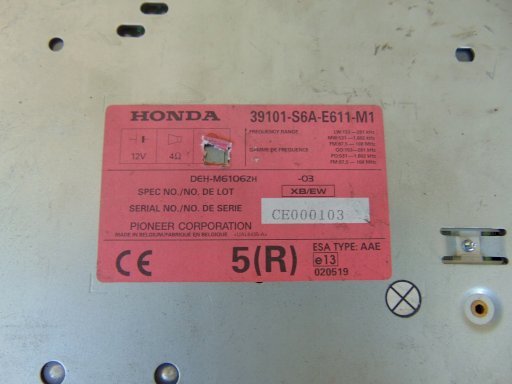 HONDA 39101-S6A-E611-M1
FREQUENCY RANGE
12V 4Ω
GAMME DE FREQUENCE
DEH-M6106ZH -03
SPEC NO./NO. DE LOT XB/EW
SERIAL NO./NO. DE SERIE CE000103
PIONEER CORPORATION
MADE IN BELGIUM/FABRIQUE EN BELGIQUE
CE 5(R) ESA TYPE: AAE
e13
020519